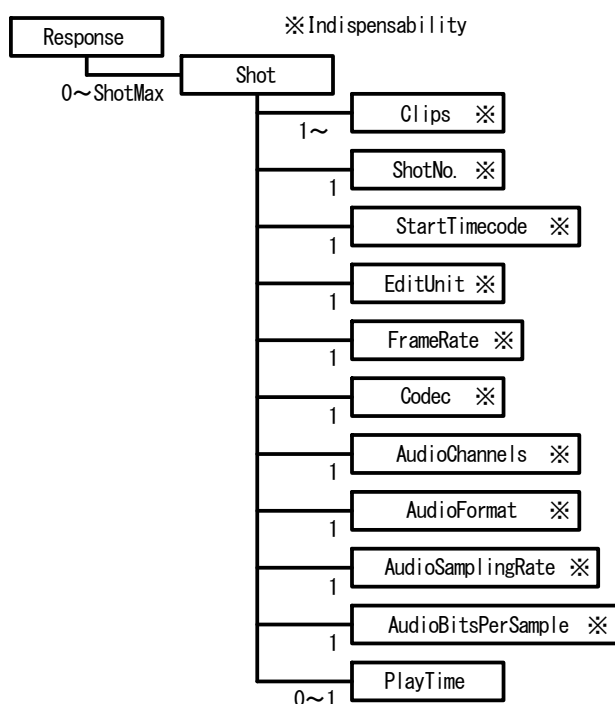 ※Indispensability
Response
0～ShotMax
Shot
1～
Clips ※
1
ShotNo. ※
1
StartTimecode ※
1
EditUnit ※
1
FrameRate ※
1
Codec ※
1
AudioChannels ※
1
AudioFormat ※
1
AudioSamplingRate ※
1
AudioBitsPerSample ※
0～1
PlayTime